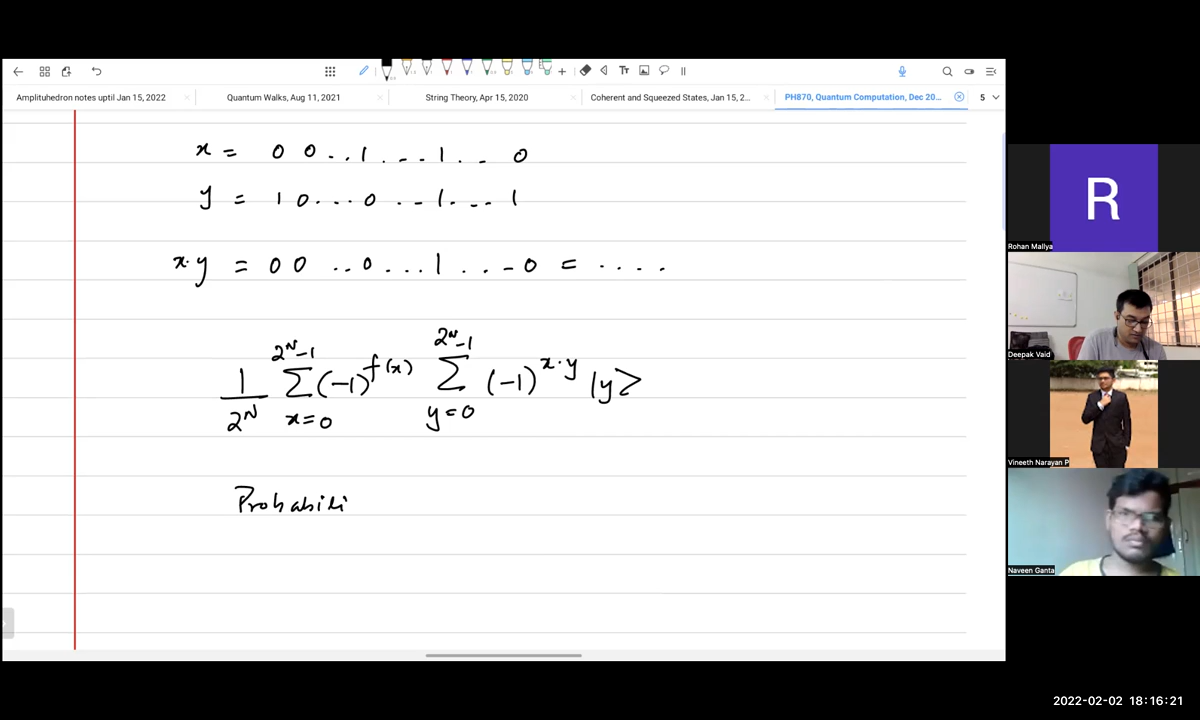 Amplituhedron notes uptil Jan 15, 2022
Quantum Walks, Aug 11, 2021
String Theory, Apr 15, 2020
Coherent and Squeezed States, Jan 15, 2...
PH870, Quantum Computation, Dec 20...
5
x = 0 0 .. 1 . _ .. 1 .. _ 0
y = 1 0 . ... 0 . .. 1. .. . 1
x·y = 0 0 .. 0 ... 1 . .. _ 0 = .... .
1/2^N Σ_{x=0}^{2^N-1} (-1)^{f(x)} Σ_{y=0}^{2^N-1} (-1)^{x·y} |y>
Probabili
R
Rohan Mallya
Deepak Vaid
Vineeth Narayan P
Naveen Ganta
2022-02-02 18:16:21